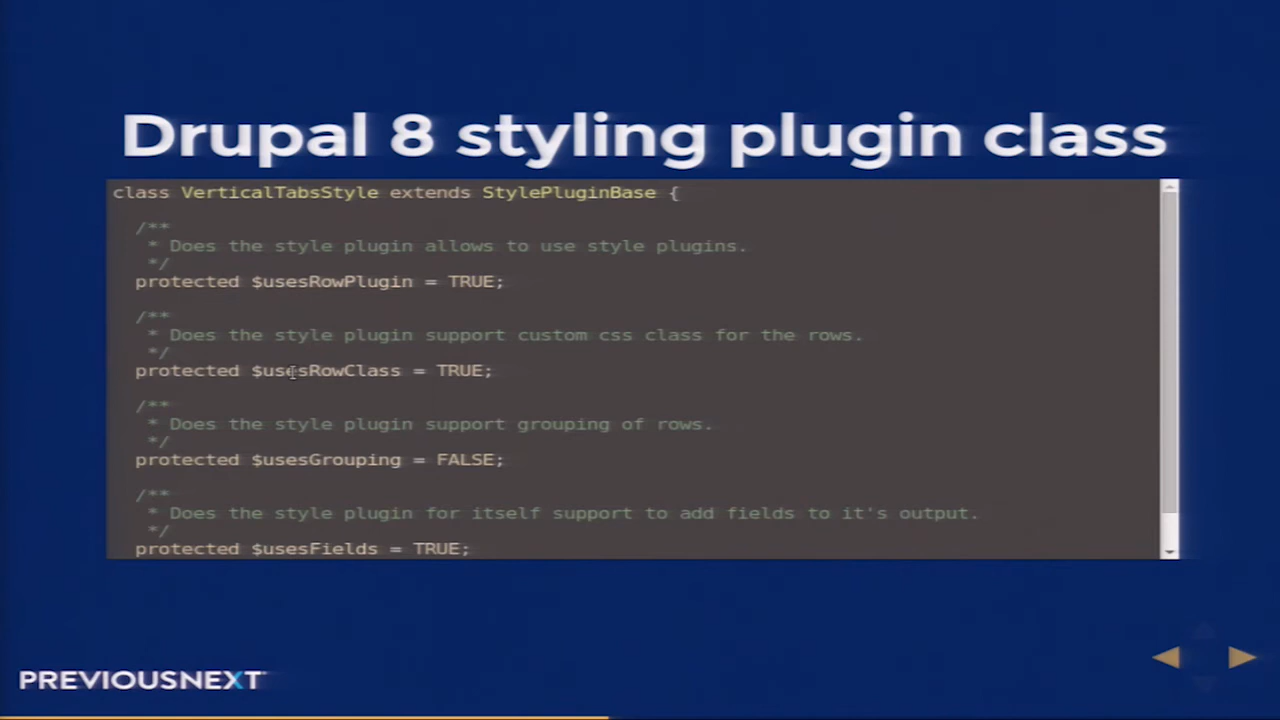 Drupal 8 styling plugin class
class VerticalTabsStyle extends StylePluginBase {
/**
* Does the style plugin allows to use style plugins.
*/
protected $usesRowPlugin = TRUE;
/**
* Does the style plugin support custom css class for the rows.
*/
protected $usesRowClass = TRUE;
/**
* Does the style plugin support grouping of rows.
*/
protected $usesGrouping = FALSE;
/**
* Does the style plugin for itself support to add fields to it's output.
*/
protected $usesFields = TRUE;
PREVIOUSNEXT